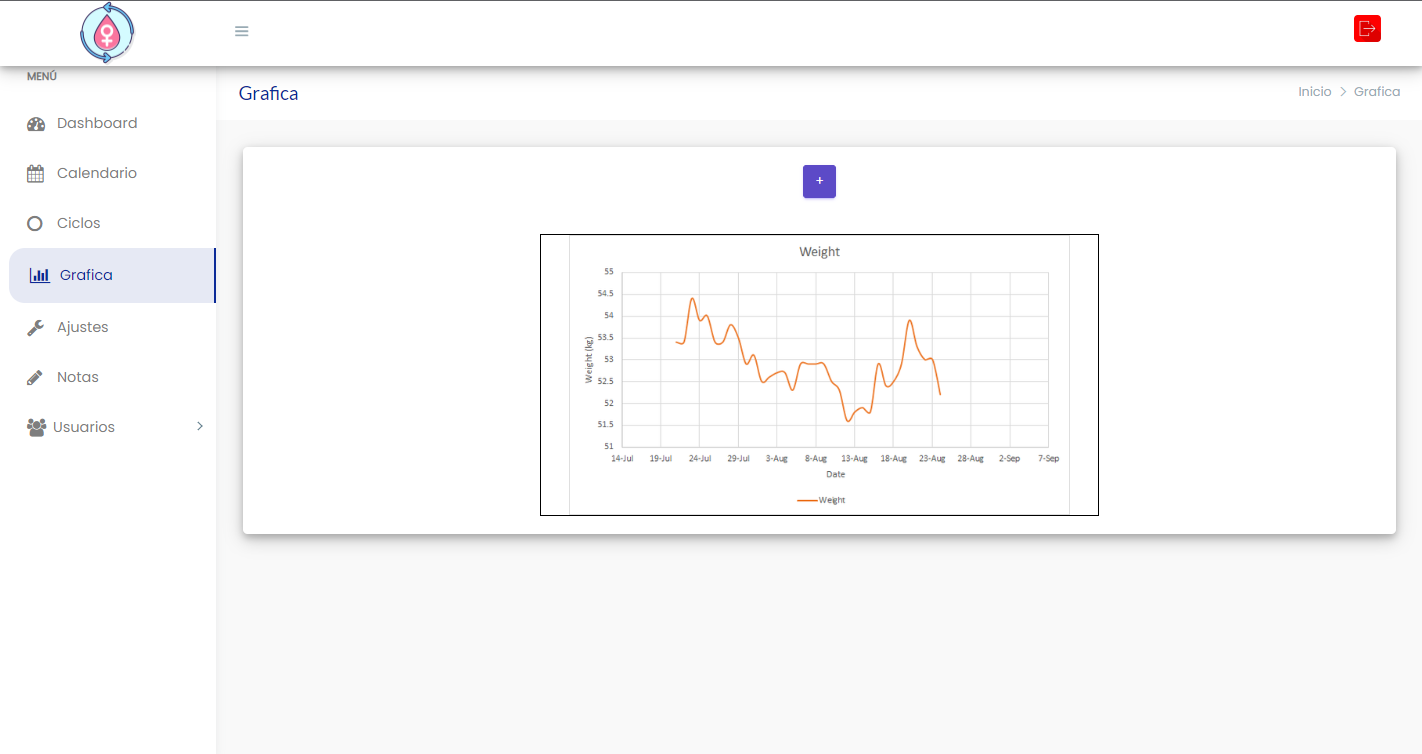 MENÚ
Dashboard
Calendario
Ciclos
Grafica
Ajustes
Notas
Usuarios
Grafica
Inicio > Grafica
+
Weight
55
54.5
54
53.5
53
52.5
52
51.5
51
Weight (kg)
14-Jul 19-Jul 24-Jul 29-Jul 3-Aug 8-Aug 13-Aug 18-Aug 23-Aug 28-Aug 2-Sep 7-Sep
Date
Weight